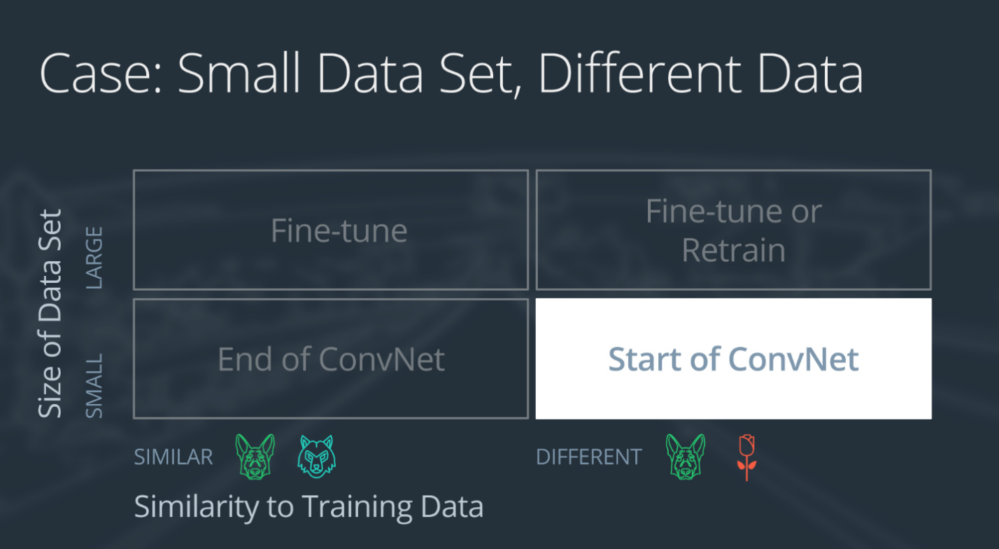 Case: Small Data Set, Different Data
Size of Data Set
LARGE
Fine-tune
Fine-tune or
Retrain
SMALL
End of ConvNet
Start of ConvNet
SIMILAR
DIFFERENT
Similarity to Training Data